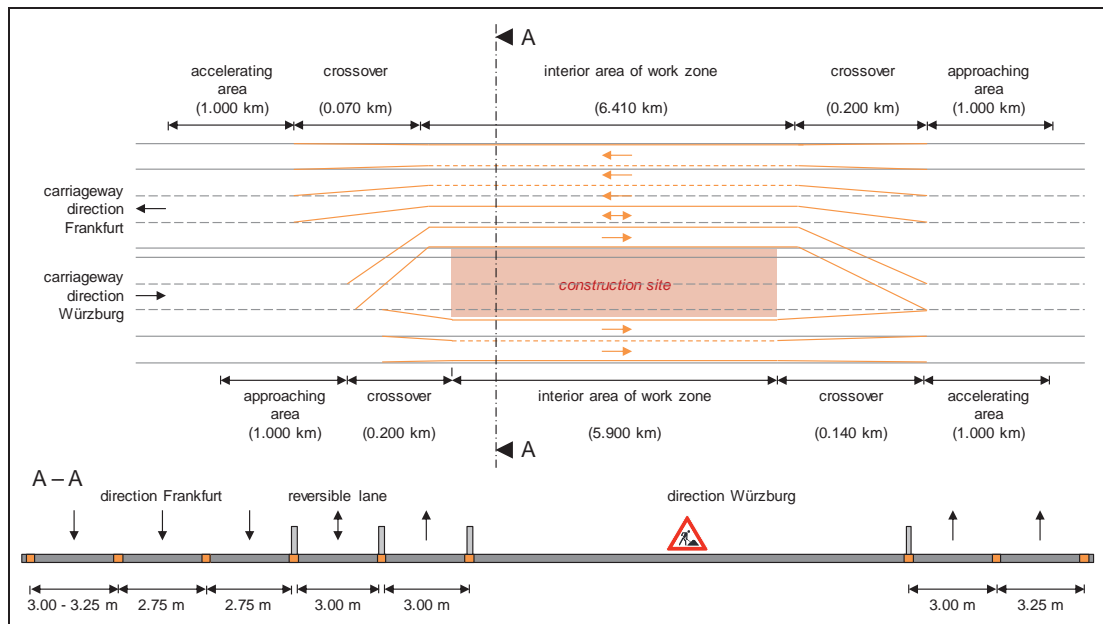 A
accelerating
area
(1.000 km)
crossover
(0.070 km)
interior area of work zone
(6.410 km)
crossover
(0.200 km)
approaching
area
(1.000 km)
carriageway
direction
Frankfurt
carriageway
direction
Würzburg
construction site
approaching
area
(1.000 km)
crossover
(0.200 km)
interior area of work zone
(5.900 km)
crossover
(0.140 km)
accelerating
area
(1.000 km)
A
A – A
direction Frankfurt
reversible lane
direction Würzburg
3.00 - 3.25 m
2.75 m
2.75 m
3.00 m
3.00 m
3.00 m
3.25 m